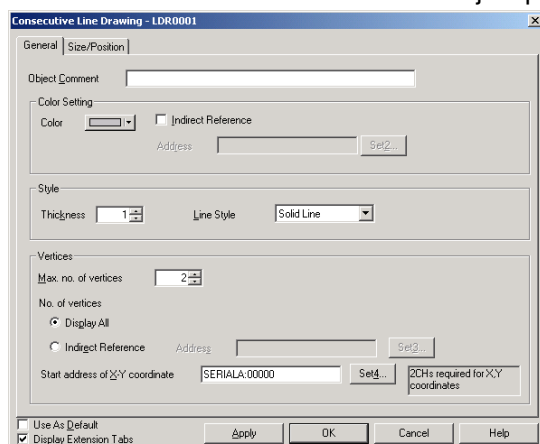 Consecutive Line Drawing - LDR0001
General Size/Position
Object Comment
Color Setting
Color Indirect Reference
Address Set2...
Style
Thickness 1 Line Style Solid Line
Vertices
Max. no. of vertices 2
No. of vertices
Display All
Indirect Reference Address Set3...
Start address of X-Y coordinate SERIALA:00000 Set4... 2CHs required for X,Y
coordinates
Use As Default
Display Extension Tabs Apply OK Cancel Help